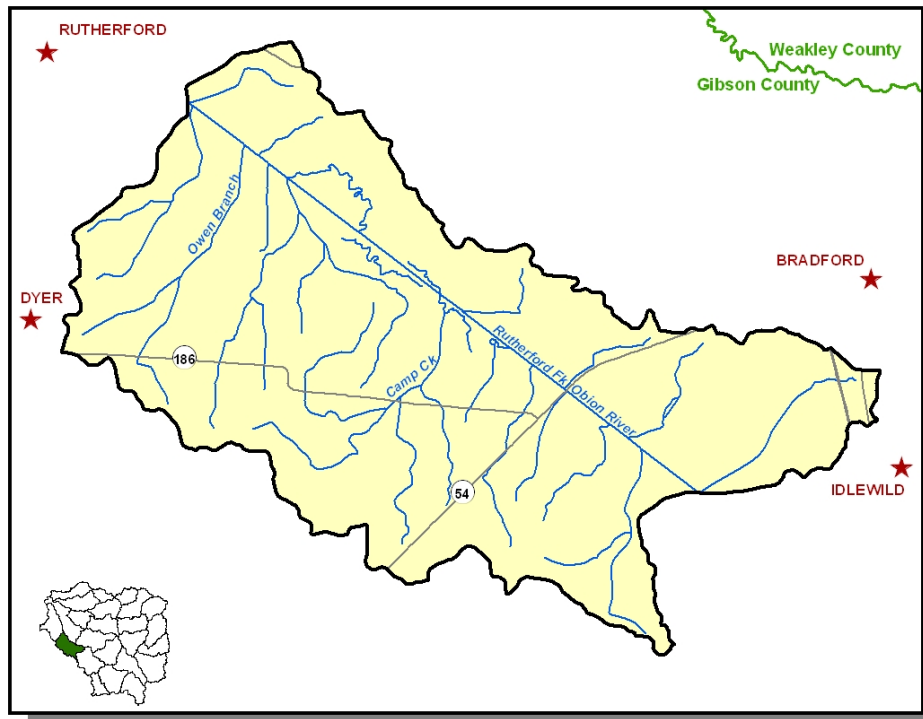 RUTHERFORD
Weakley County
Gibson County
Owen Branch
BRADFORD
DYER
186
Rutherford Fk Obion River
Camp Ck
54
IDLEWILD